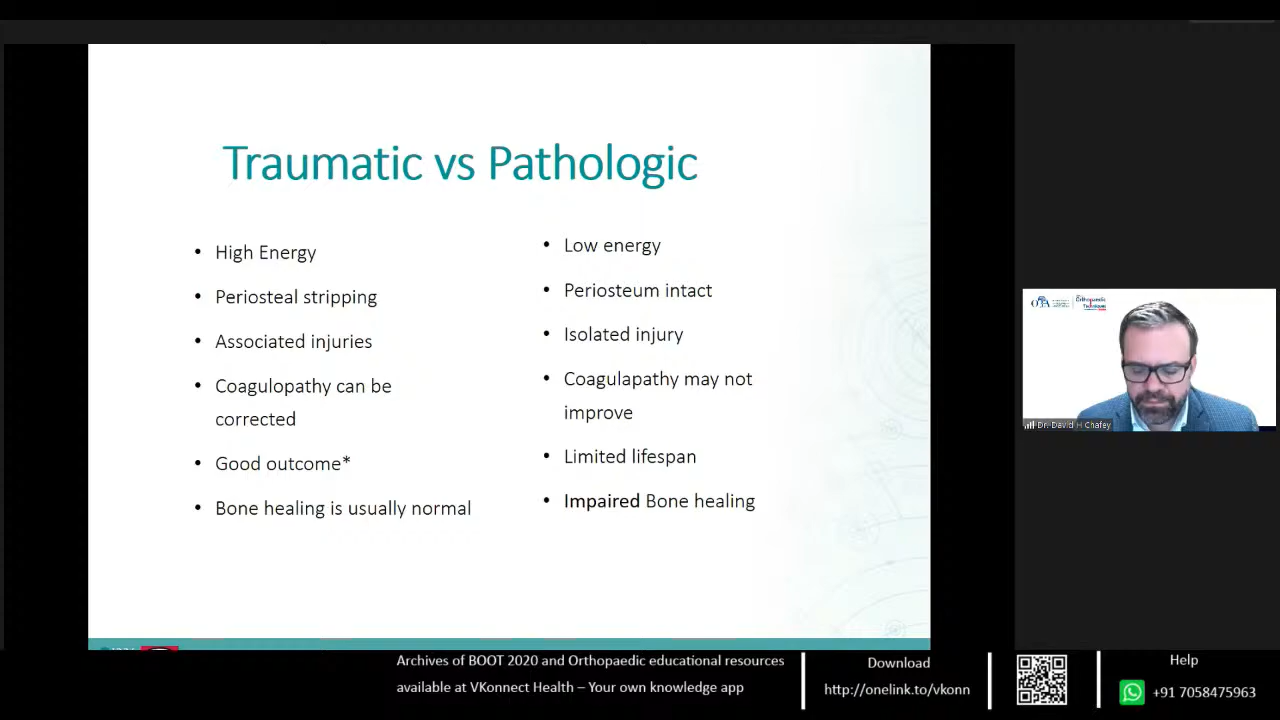 Traumatic vs Pathologic
• High Energy
• Periosteal stripping
• Associated injuries
• Coagulopathy can be
corrected
• Good outcome*
• Bone healing is usually normal
• Low energy
• Periosteum intact
• Isolated injury
• Coagulapathy may not
improve
• Limited lifespan
• Impaired Bone healing
Orthopaedic
Techniques
Dr. David H Chafey
Archives of BOOT 2020 and Orthopaedic educational resources
available at VKonnect Health – Your own knowledge app
Download
http://onelink.to/vkonn
Help
+91 7058475963